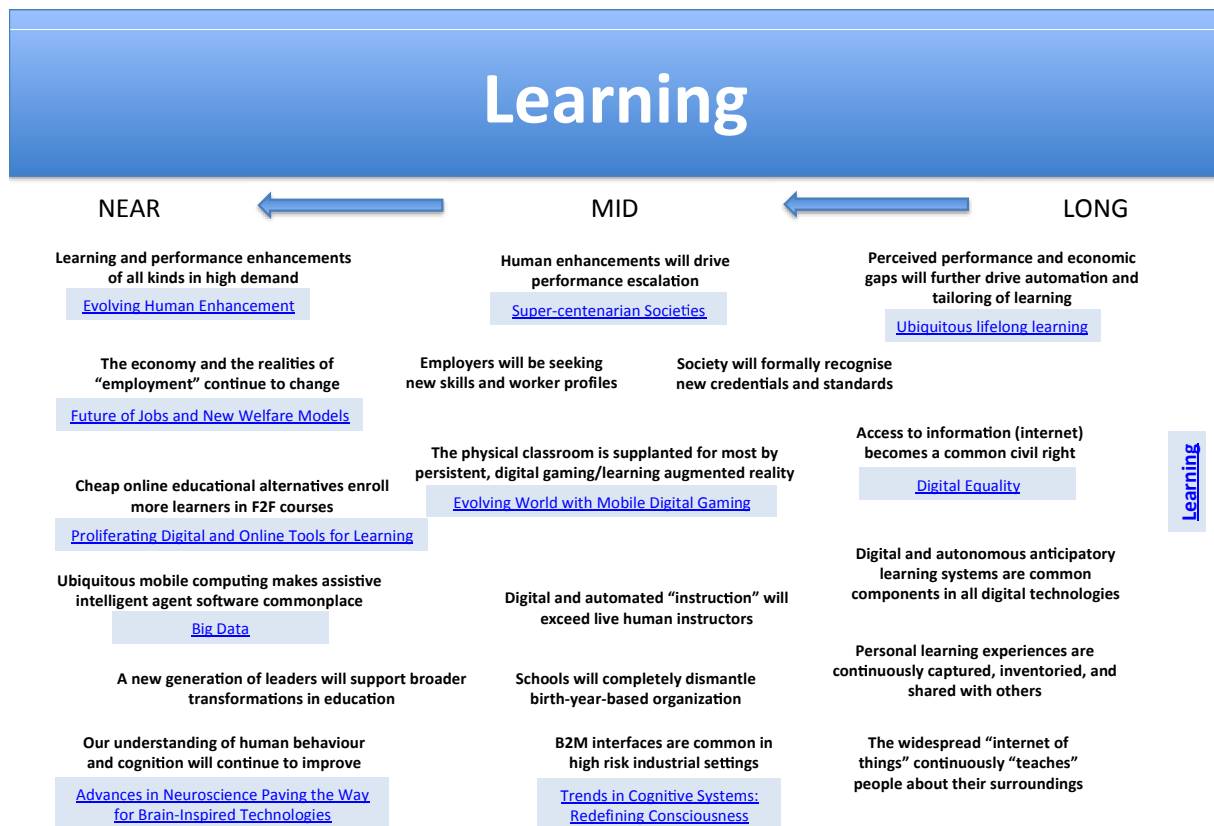 Learning
NEAR
MID
LONG
Learning and performance enhancements
of all kinds in high demand
Evolving Human Enhancement
Human enhancements will drive
performance escalation
Super-centenarian Societies
Perceived performance and economic
gaps will further drive automation and
tailoring of learning
Ubiquitous lifelong learning
The economy and the realities of
“employment” continue to change
Future of Jobs and New Welfare Models
Employers will be seeking
new skills and worker profiles
Society will formally recognise
new credentials and standards
Access to information (internet)
becomes a common civil right
Digital Equality
The physical classroom is supplanted for most by
persistent, digital gaming/learning augmented reality
Evolving World with Mobile Digital Gaming
Learning
Cheap online educational alternatives enroll
more learners in F2F courses
Proliferating Digital and Online Tools for Learning
Ubiquitous mobile computing makes assistive
intelligent agent software commonplace
Big Data
Digital and automated “instruction” will
exceed live human instructors
Digital and autonomous anticipatory
learning systems are common
components in all digital technologies
A new generation of leaders will support broader
transformations in education
Schools will completely dismantle
birth-year-based organization
Personal learning experiences are
continuously captured, inventoried, and
shared with others
Our understanding of human behaviour
and cognition will continue to improve
Advances in Neuroscience Paving the Way
for Brain-Inspired Technologies
B2M interfaces are common in
high risk industrial settings
Trends in Cognitive Systems:
Redefining Consciousness
The widespread “internet of
things” continuously “teaches”
people about their surroundings